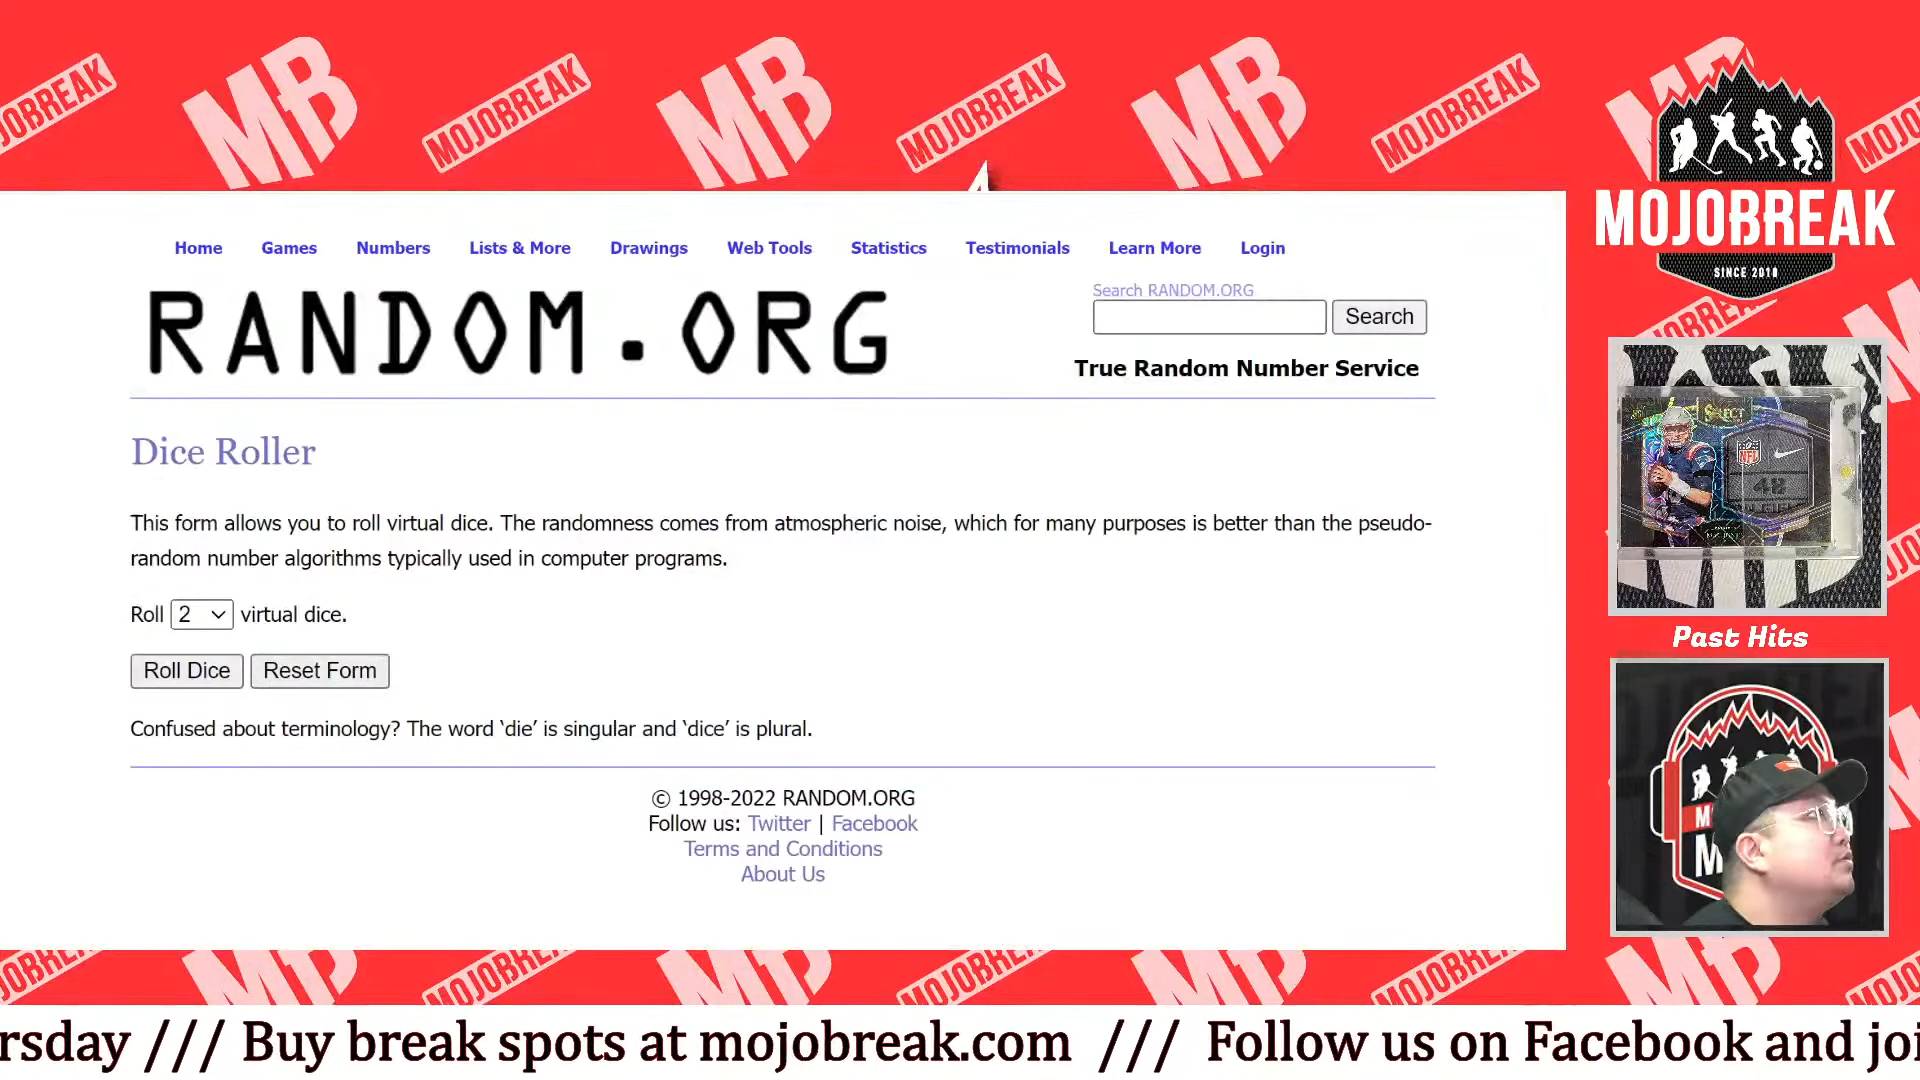 MOJOBREAK
MB
MOJOBREAK
MB
MOJOBREAK
MB
MOJOBREAK
MB
MOJOBREAK
MOJOBREAK
SINCE 2010
Home Games Numbers Lists & More Drawings Web Tools Statistics Testimonials Learn More Login
RANDOM.ORG
Search RANDOM.ORG
Search
True Random Number Service
Dice Roller
This form allows you to roll virtual dice. The randomness comes from atmospheric noise, which for many purposes is better than the pseudo-
random number algorithms typically used in computer programs.
Roll 2 virtual dice.
Roll Dice Reset Form
Confused about terminology? The word ‘die’ is singular and ‘dice’ is plural.
© 1998-2022 RANDOM.ORG
Follow us: Twitter | Facebook
Terms and Conditions
About Us
SELECT
NFL
Past Hits
rsday /// Buy break spots at mojobreak.com /// Follow us on Facebook and joi